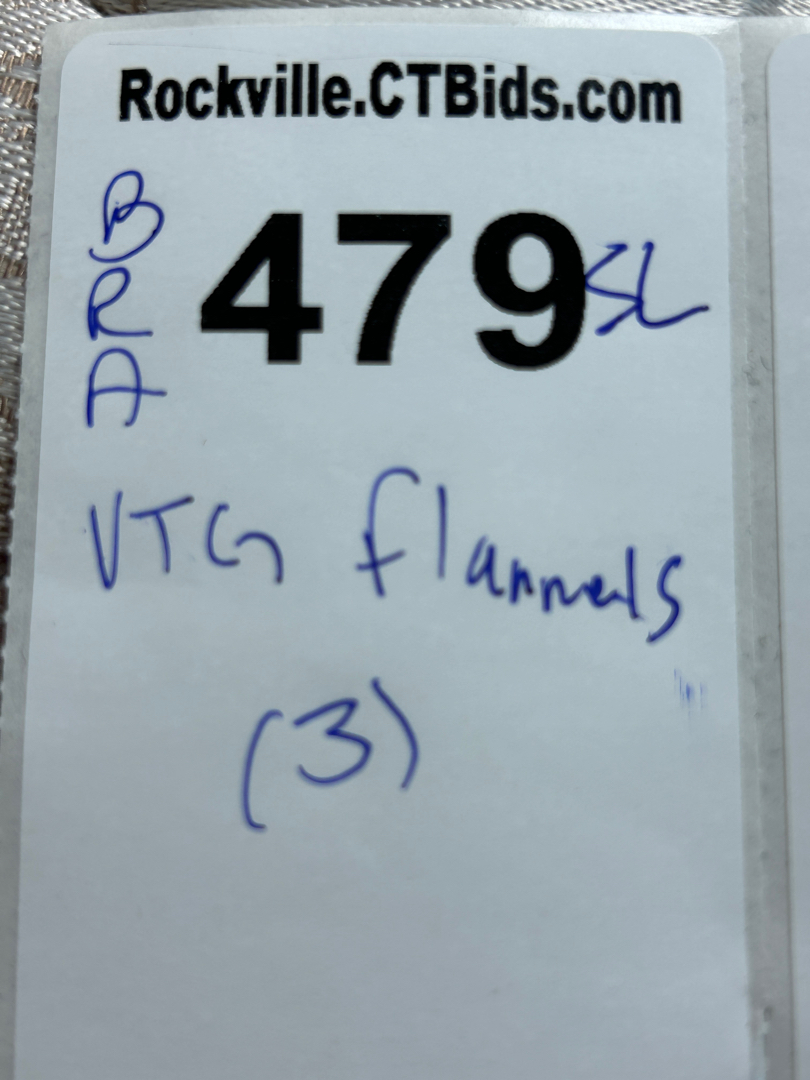 Rockville.CTBids.com
B
R
A
479 SL
VTG flannels
(3)